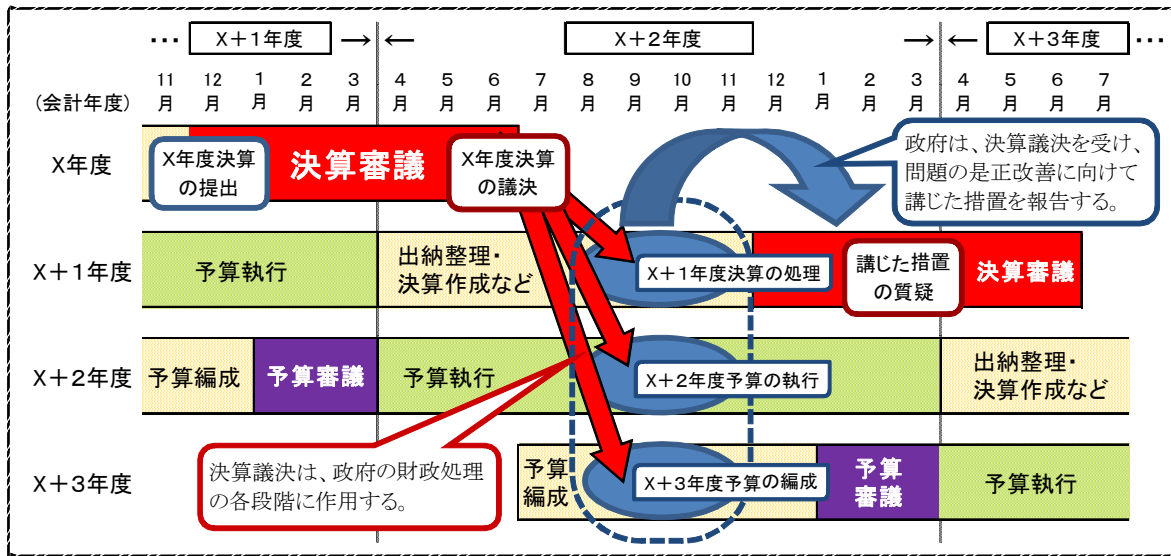 … X+1年度 → ← X+2年度 → ← X+3年度 …
(会計年度) 11月 12月 1月 2月 3月 4月 5月 6月 7月 8月 9月 10月 11月 12月 1月 2月 3月 4月 5月 6月 7月
X年度
X年度決算
の提出
決算審議
X年度決算
の議決
政府は、決算議決を受け、
問題の是正改善に向けて
講じた措置を報告する。
X+1年度
予算執行
出納整理・
決算作成など
X+1年度決算の処理
講じた措置
の質疑
決算審議
X+2年度
予算編成
予算審議
予算執行
X+2年度予算の執行
出納整理・
決算作成など
決算議決は、政府の財政処理
の各段階に作用する。
X+3年度
予算
編成
X+3年度予算の編成
予算
審議
予算執行